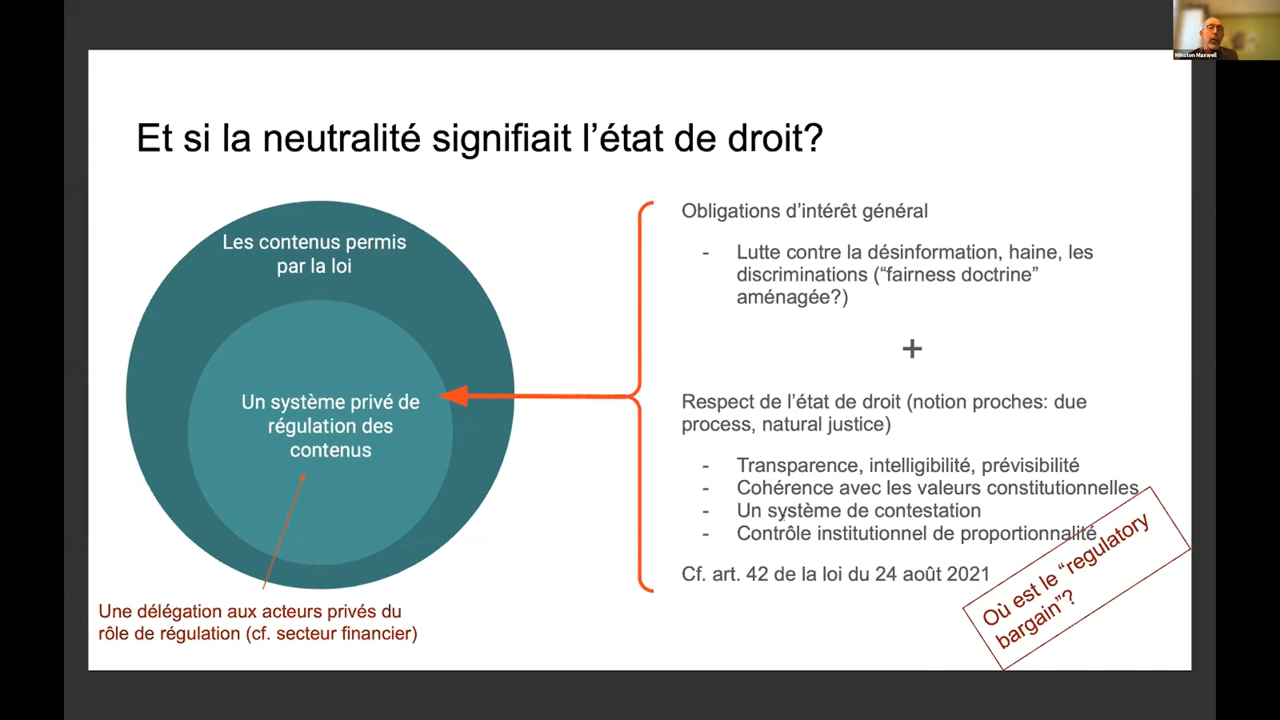 Winston Maxwell
Et si la neutralité signifiait l’état de droit?
Les contenus permis
par la loi
Un système privé de
régulation des
contenus
Une délégation aux acteurs privés du
rôle de régulation (cf. secteur financier)
Obligations d’intérêt général
- Lutte contre la désinformation, haine, les
discriminations (“fairness doctrine”
aménagée?)
+
Respect de l’état de droit (notion proches: due
process, natural justice)
- Transparence, intelligibilité, prévisibilité
- Cohérence avec les valeurs constitutionnelles
- Un système de contestation
- Contrôle institutionnel de proportionnalité
Cf. art. 42 de la loi du 24 août 2021
Où est le “regulatory
bargain”?